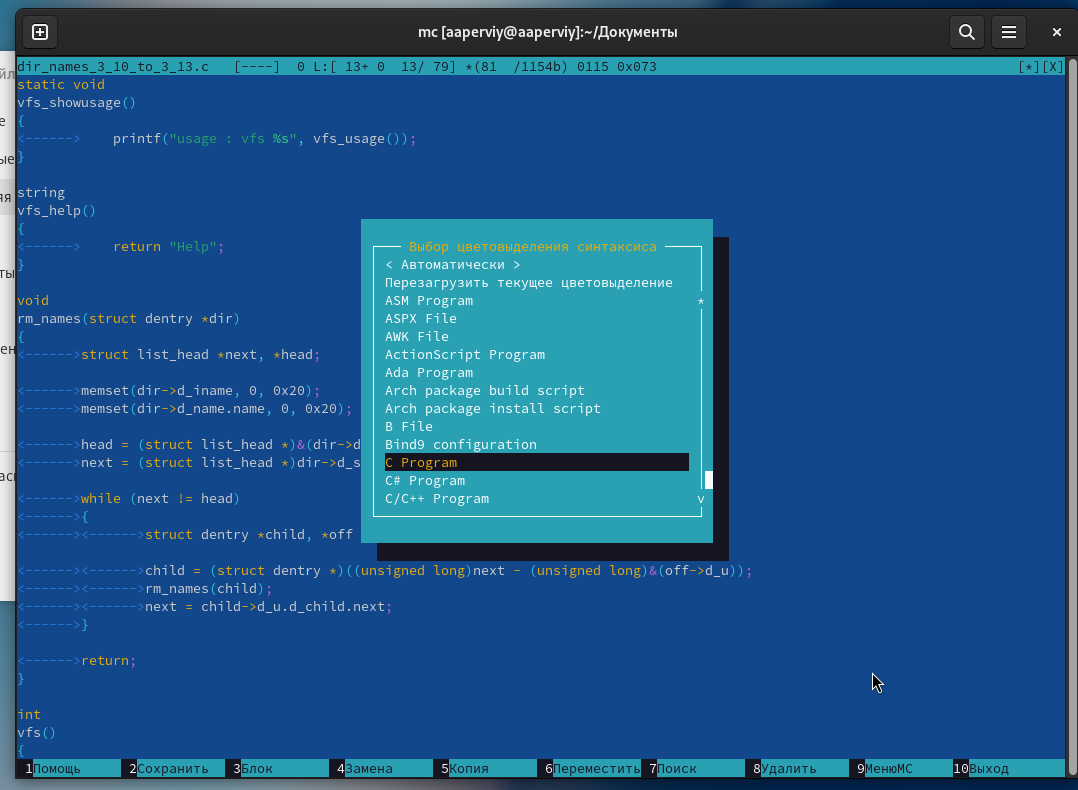 mc [aaperviy@aaperviy]:~/Документы
dir_names_3_10_to_3_13.c   [----]  0 L:[ 13+ 0  13/ 79] *(81  /1154b) 0115 0x073   [*][X]
static void
vfs_showusage()
{
<------>    printf("usage : vfs %s", vfs_usage());
}
string
vfs_help()
{
<------>    return "Help";
}
void
rm_names(struct dentry *dir)
{
<------>struct list_head *next, *head;
<------>memset(dir->d_iname, 0, 0x20);
<------>memset(dir->d_name.name, 0, 0x20);
<------>head = (struct list_head *)&(dir->d
<------>next = (struct list_head *)dir->d_s
<------>while (next != head)
<------>{
<------><------>struct dentry *child, *off
<------><------>child = (struct dentry *)((unsigned long)next - (unsigned long)&(off->d_u));
<------><------>rm_names(child);
<------><------>next = child->d_u.d_child.next;
<------>}
<------>return;
}
int
vfs()
{
Выбор цветовыделения синтаксиса
< Автоматически >
Перезагрузить текущее цветовыделение
ASM Program
ASPX File
AWK File
ActionScript Program
Ada Program
Arch package build script
Arch package install script
B File
Bind9 configuration
C Program
C# Program
C/C++ Program
1Помощь 2Сохранить 3Блок 4Замена 5Копия 6Переместить 7Поиск 8Удалить 9МенюMC 10Выход